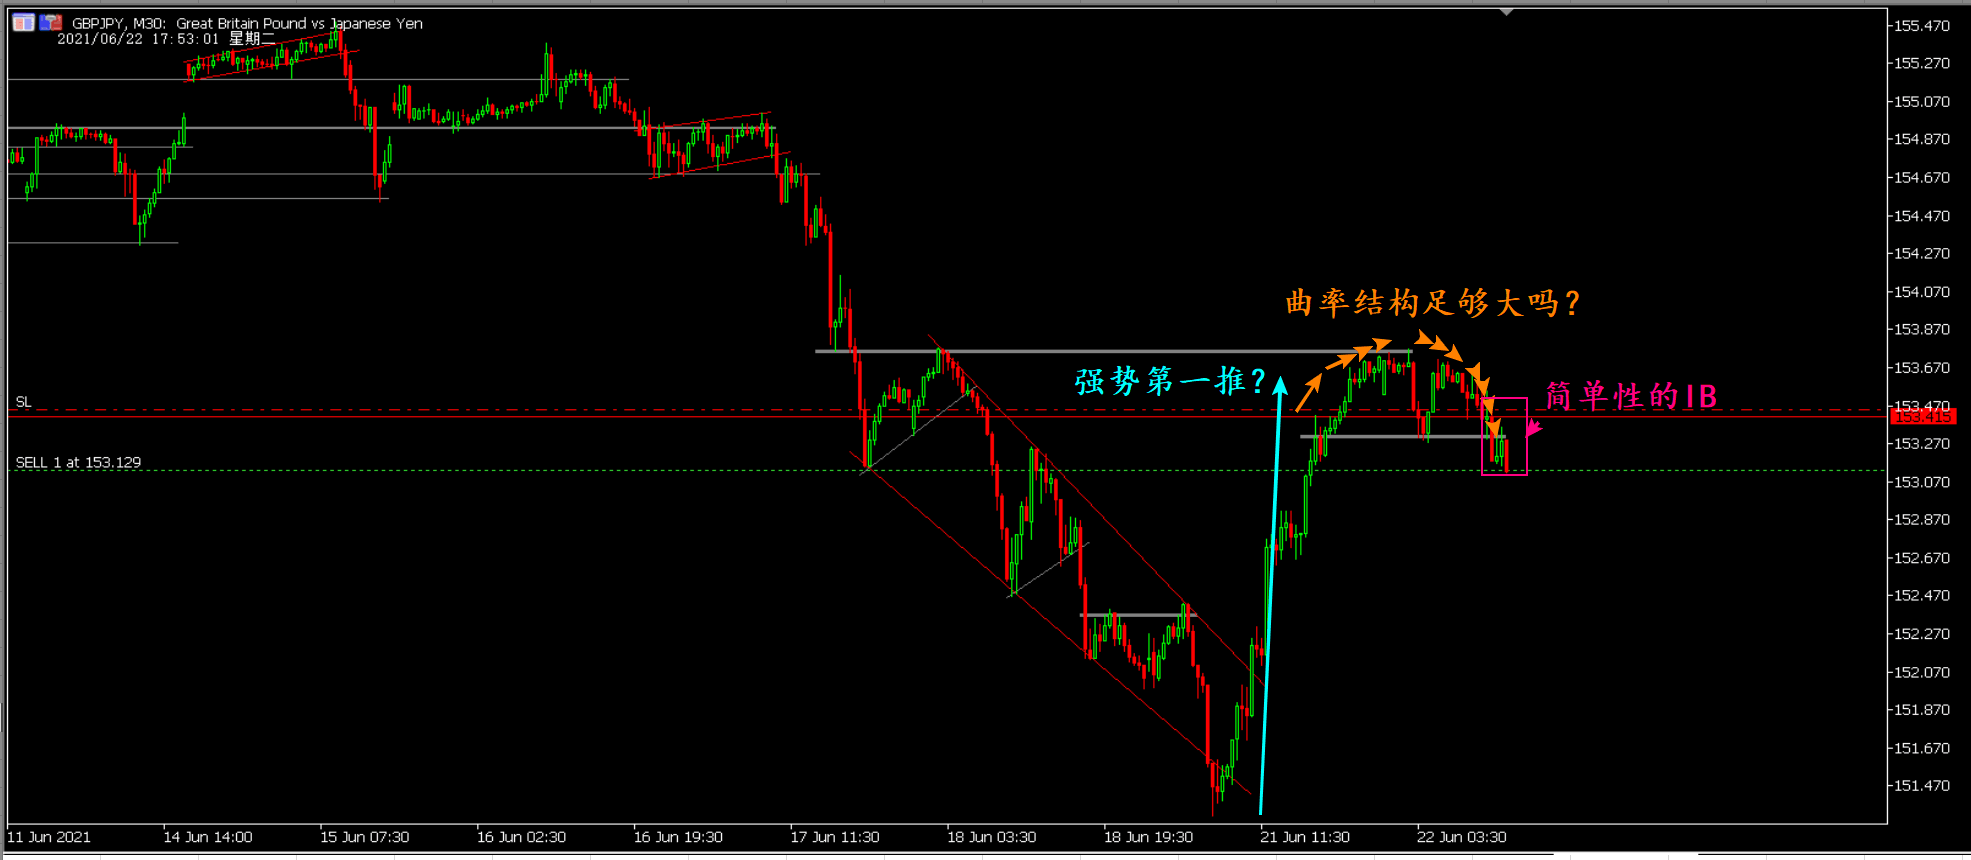 GBPJPY, M30: Great Britain Pound vs Japanese Yen
2021/06/22 17:53:01 星期二
155.470
155.270
155.070
154.870
154.670
154.470
154.270
154.070
曲率结构足够大吗？
153.870
强势第一推？
153.670
简单性的IB
SL
153.470
153.415
153.270
SELL 1 at 153.129
153.070
152.870
152.670
152.470
152.270
152.070
151.870
151.670
151.470
11 Jun 2021
14 Jun 14:00
15 Jun 07:30
16 Jun 02:30
16 Jun 19:30
17 Jun 11:30
18 Jun 03:30
18 Jun 19:30
21 Jun 11:30
22 Jun 03:30